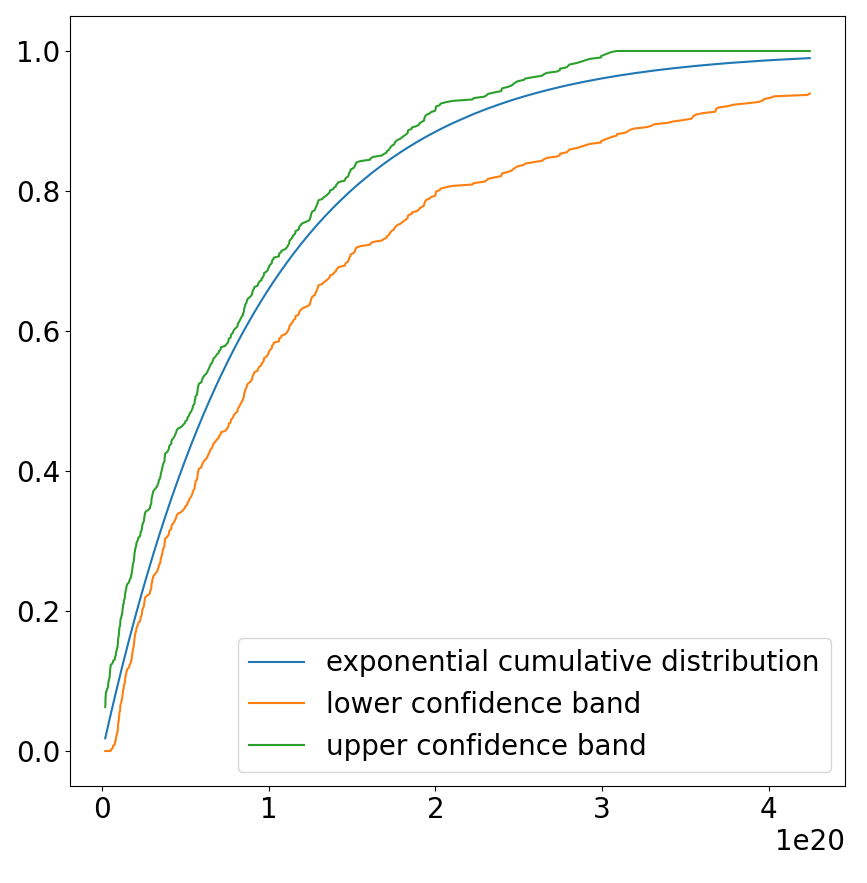 1.0
0.8
0.6
0.4
0.2
0.0
exponential cumulative distribution
lower confidence band
upper confidence band
0 1 2 3 4
1e20